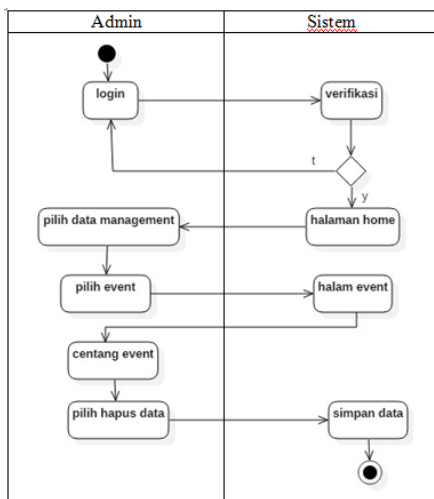 Admin
Sistem
login
verifikasi
t
y
pilih data management
halaman home
pilih event
halam event
centang event
pilih hapus data
simpan data